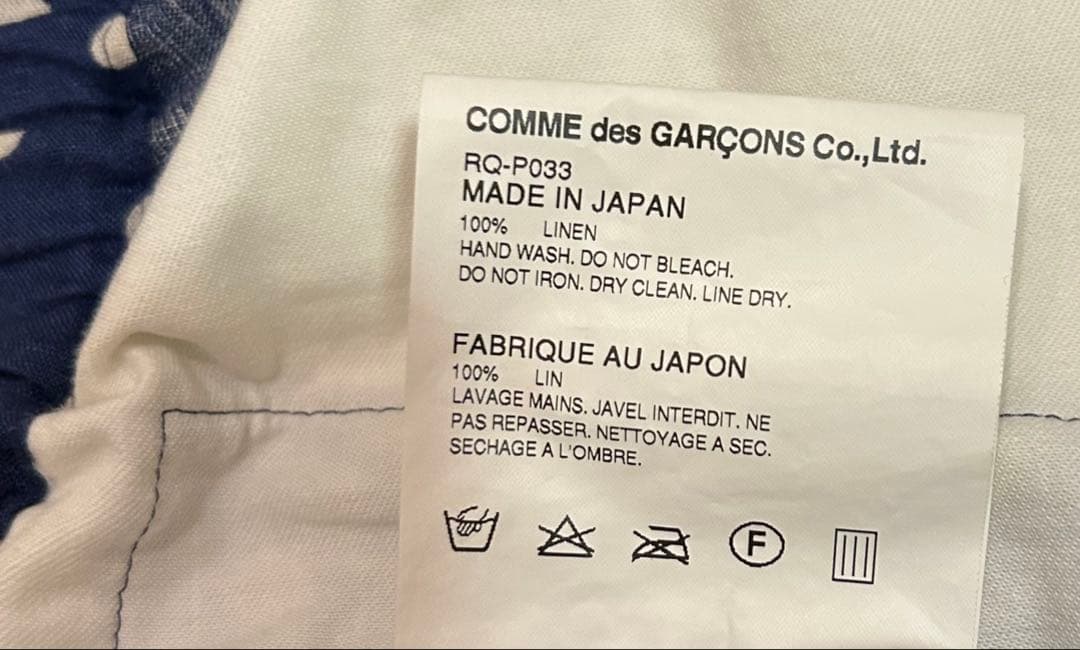 COMME des GARÇONS Co.,Ltd.
RQ-P033
MADE IN JAPAN
100% LINEN
HAND WASH. DO NOT BLEACH.
DO NOT IRON. DRY CLEAN. LINE DRY.
FABRIQUE AU JAPON
100% LIN
LAVAGE MAINS. JAVEL INTERDIT. NE
PAS REPASSER. NETTOYAGE A SEC.
SECHAGE A L'OMBRE.
F